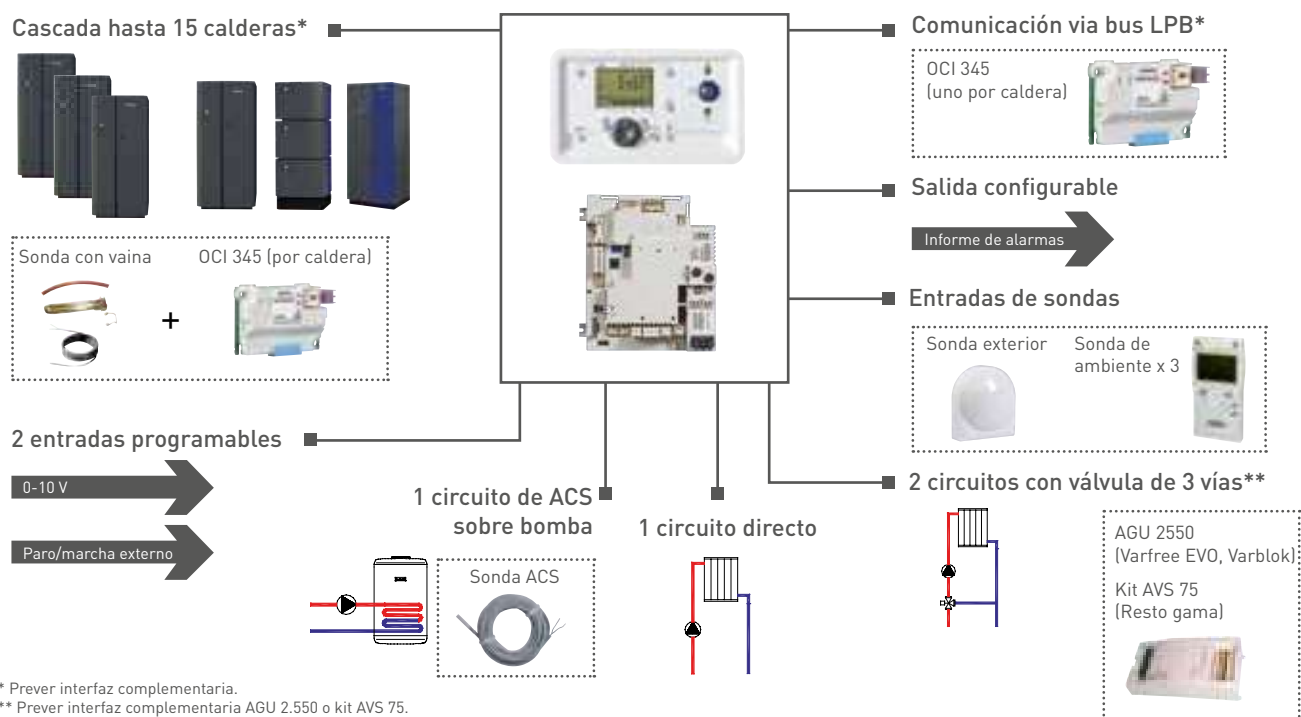 Cascada hasta 15 calderas*
Sonda con vaina
OCI 345 (por caldera)
+
2 entradas programables
0-10 V
Paro/marcha externo
1 circuito de ACS
sobre bomba
Sonda ACS
1 circuito directo
Comunicación via bus LPB*
OCI 345
(uno por caldera)
Salida configurable
Informe de alarmas
Entradas de sondas
Sonda exterior
Sonda de
ambiente x 3
2 circuitos con válvula de 3 vías**
AGU 2550
(Varfree EVO, Varblok)
Kit AVS 75
(Resto gama)
* Prever interfaz complementaria.
** Prever interfaz complementaria AGU 2.550 o kit AVS 75.